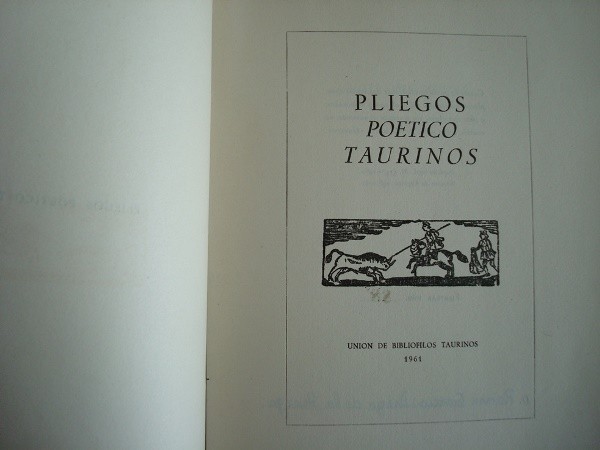 PLIEGOS
POETICO
TAURINOS
UNION DE BIBLIOFILOS TAURINOS
1961